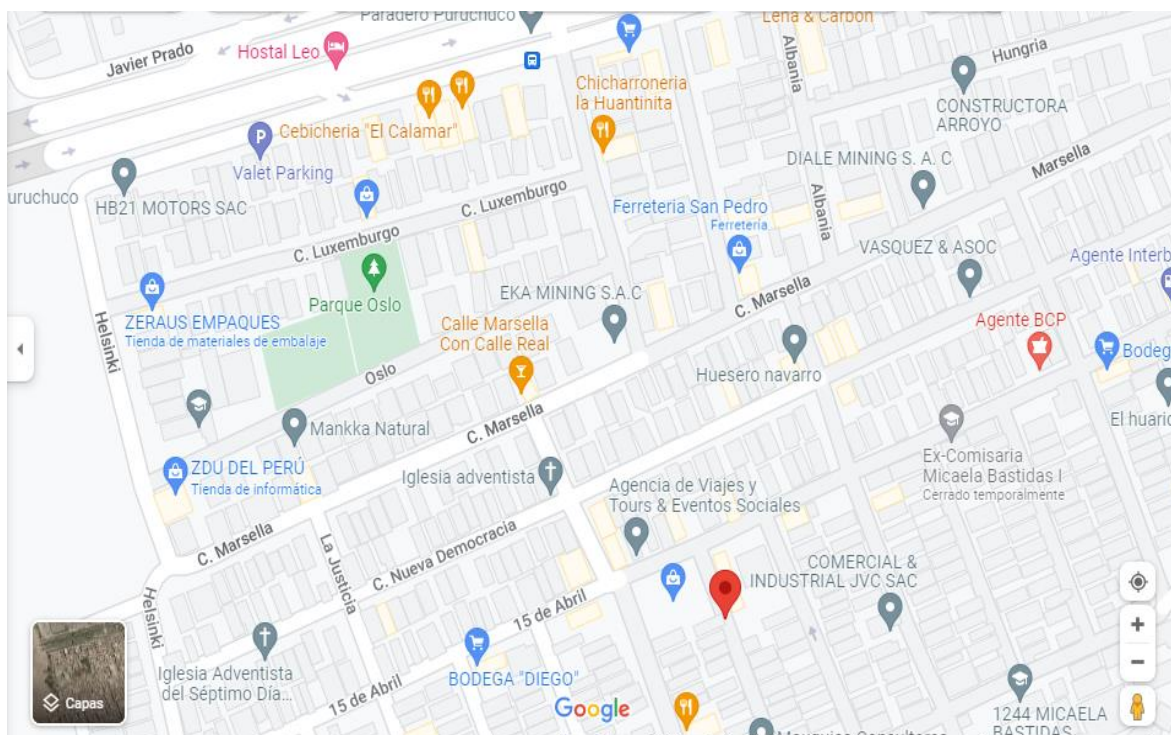 Paradero Puruchuco
Lena & Carbon
Javier Prado
Hostal Leo
Albania
Hungria
Chicharroneria
la Huantinita
CONSTRUCTORA
ARROYO
Cebicheria "El Calamar"
P
Valet Parking
DIALE MINING S. A. C
Marsella
uruchuco
HB21 MOTORS SAC
C. Luxemburgo
Ferreteria San Pedro
Ferretería
Albania
C. Luxemburgo
VASQUEZ & ASOC
Agente Interb
Parque Oslo
EKA MINING S.A.C
C. Marsella
ZERAUS EMPAQUES
Tienda de materiales de embalaje
Helsinki
Calle Marsella
Con Calle Real
Agente BCP
Bodeg
Oslo
Huesero navarro
El huaric
Mankka Natural
C. Marsella
Ex-Comisaria
Micaela Bastidas I
Cerrado temporalmente
ZDU DEL PERÚ
Tienda de informática
Iglesia adventista
Agencia de Viajes y
Tours & Eventos Sociales
C. Marsella
La Justicia
C. Nueva Democracia
COMERCIAL &
INDUSTRIAL JVC SAC
Helsinki
15 de Abril
Iglesia Adventista
del Séptimo Día...
BODEGA "DIEGO"
15 de Abril
Capas
Google
1244 MICAELA
BASTIDAS